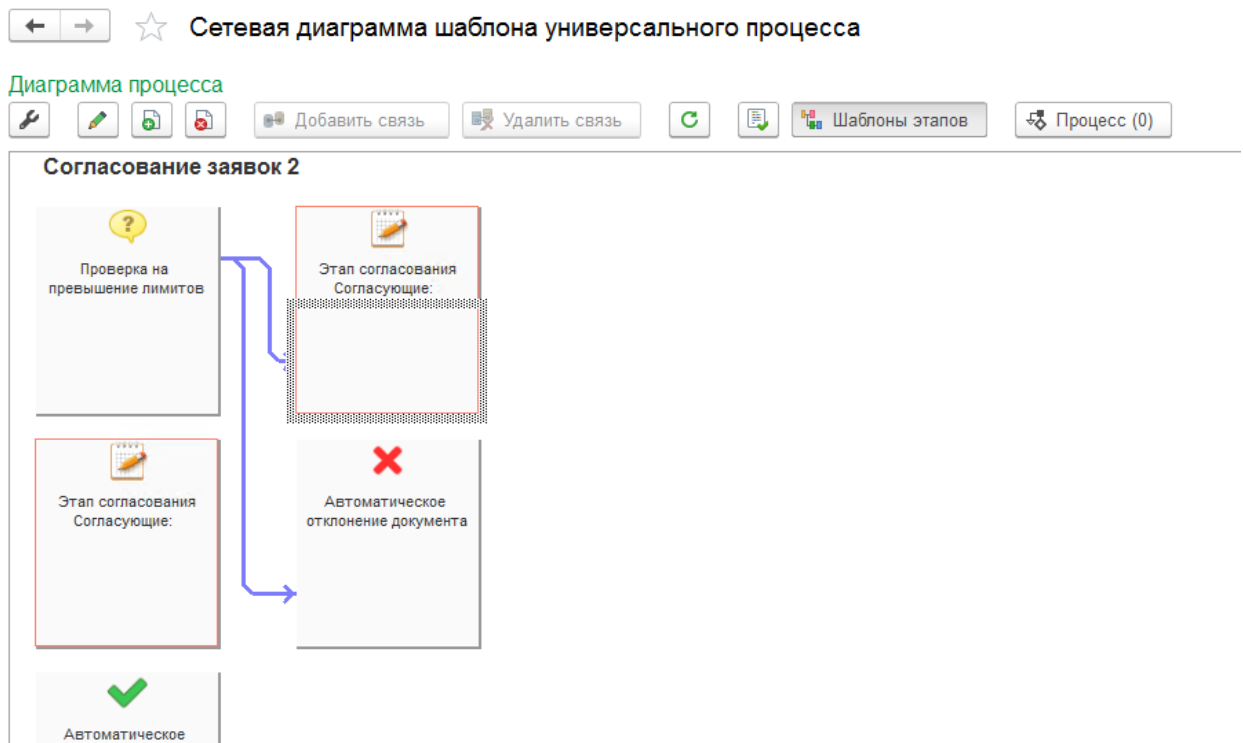 Сетевая диаграмма шаблона универсального процесса
Диаграмма процесса
Добавить связь
Удалить связь
Шаблоны этапов
Процесс (0)
Согласование заявок 2
Проверка на
превышение лимитов
Этап согласования
Согласующие:
Этап согласования
Согласующие:
Автоматическое
отклонение документа
Автоматическое